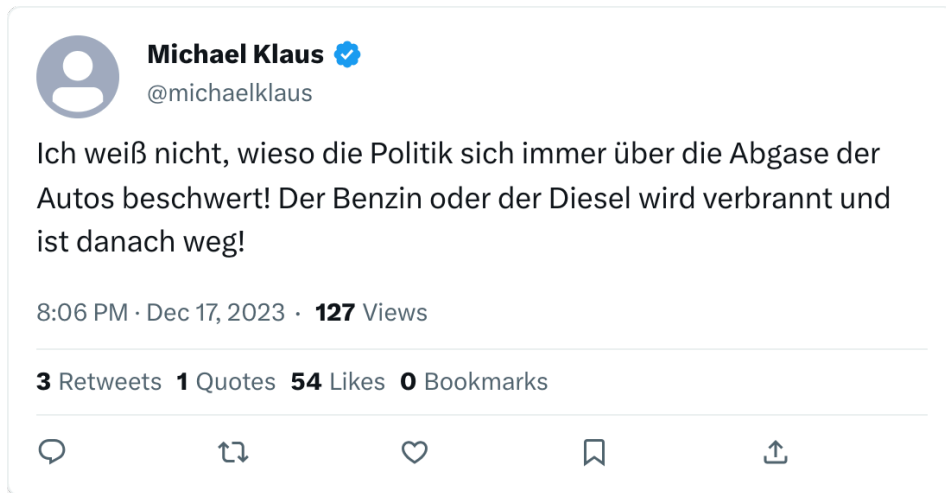 Michael Klaus
@michaelklaus
Ich weiß nicht, wieso die Politik sich immer über die Abgase der
Autos beschwert! Der Benzin oder der Diesel wird verbrannt und
ist danach weg!
8:06 PM · Dec 17, 2023 · 127 Views
3 Retweets 1 Quotes 54 Likes 0 Bookmarks